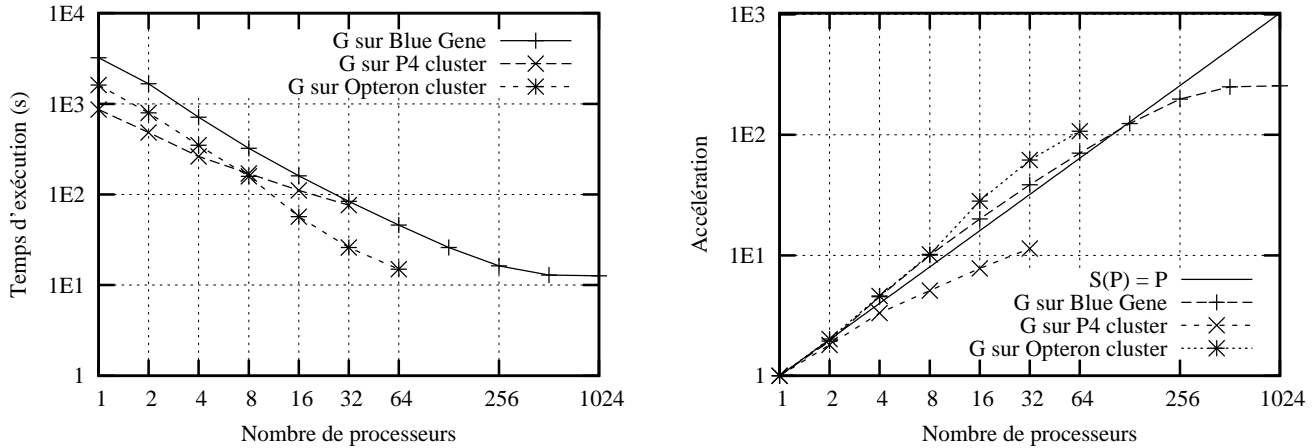 1E4
1E3
1E2
1E1
1
Temps d'exécution (s)
G sur Blue Gene
G sur P4 cluster
G sur Opteron cluster
1 2 4 8 16 32 64 256 1024
Nombre de processeurs
1E3
1E2
1E1
1
Accélération
S(P) = P
G sur Blue Gene
G sur P4 cluster
G sur Opteron cluster
1 2 4 8 16 32 64 256 1024
Nombre de processeurs